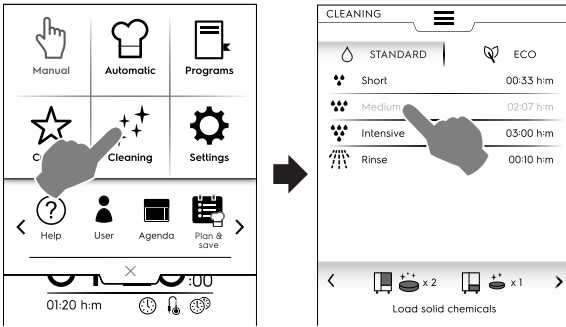 Manual
Automatic
Programs
Cleaning
Settings
?
Help
User
Agenda
Plan &
save
:00
01:20 h:m
CLEANING
STANDARD
ECO
Short 00:33 h:m
Medium 02:07 h:m
Intensive 03:00 h:m
Rinse 00:10 h:m
x 2
x 1
Load solid chemicals